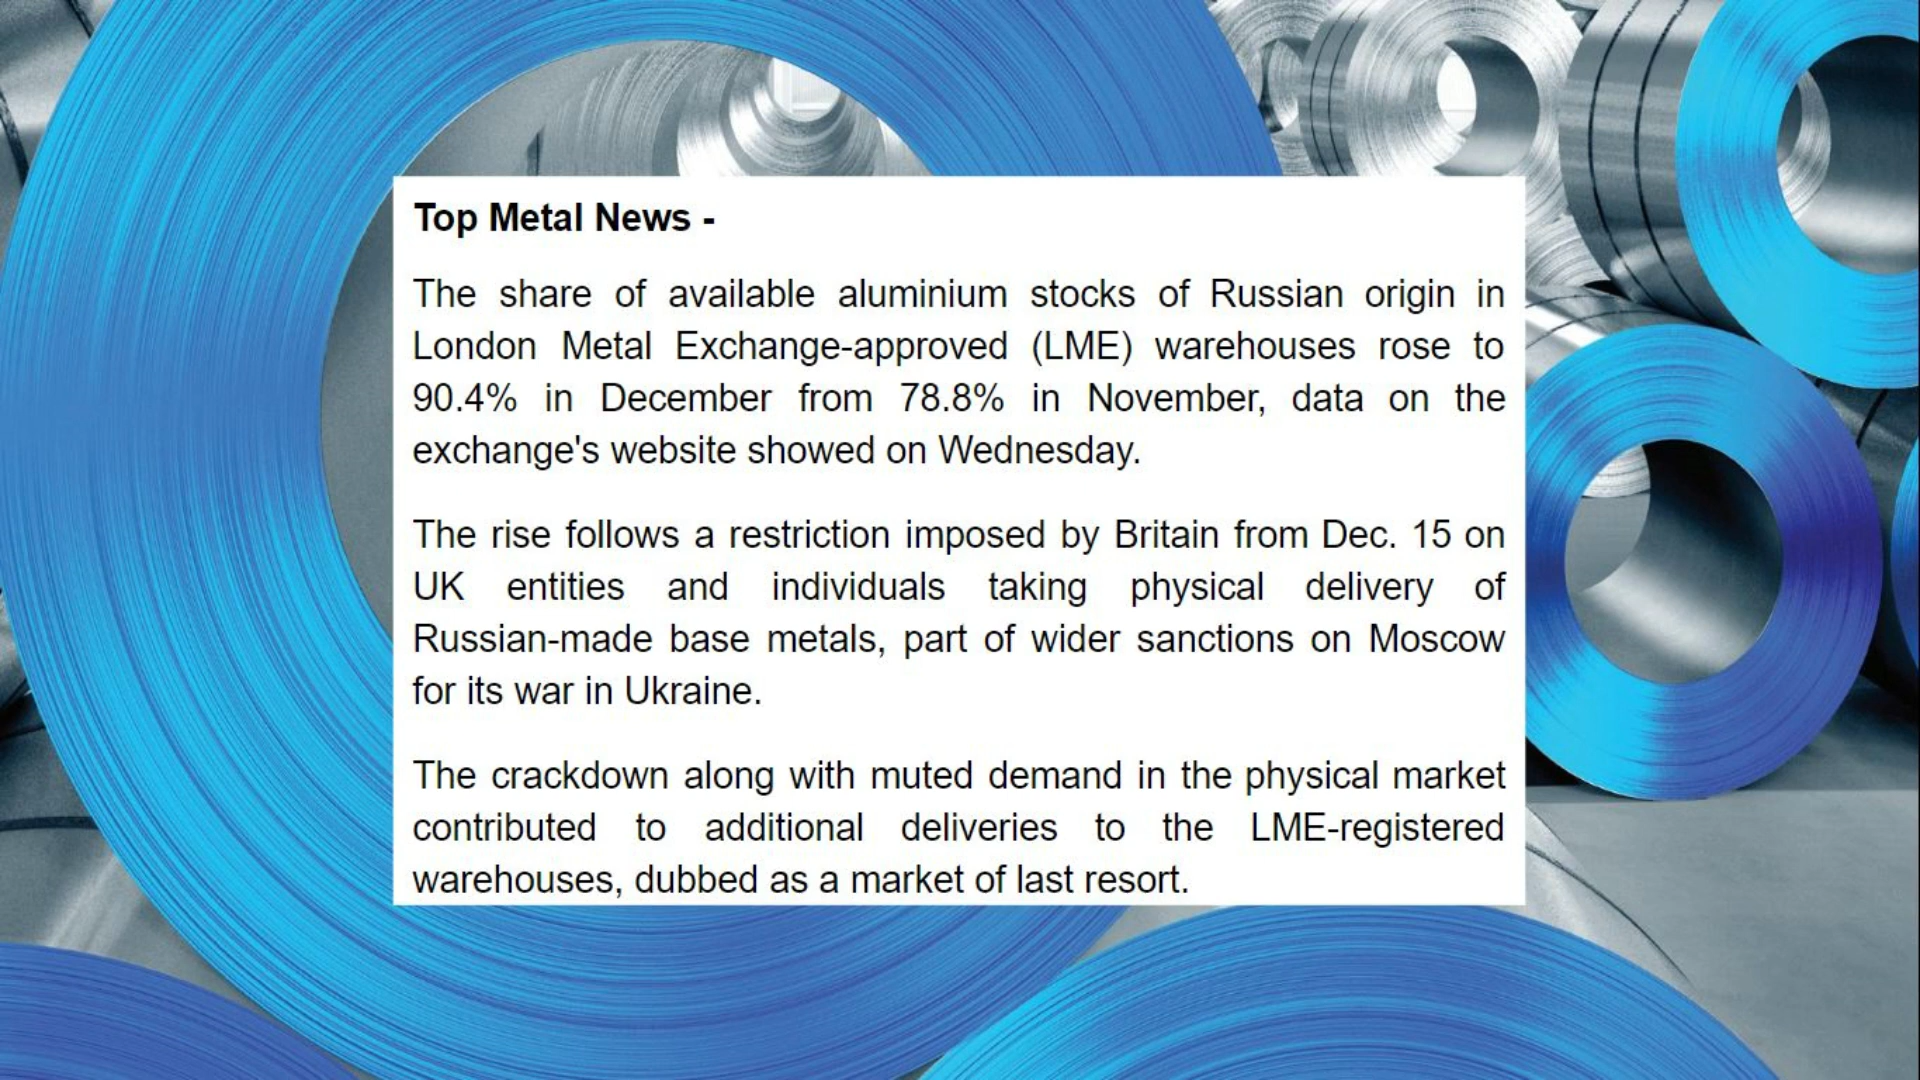 Top Metal News -
The share of available aluminium stocks of Russian origin in
London Metal Exchange-approved (LME) warehouses rose to
90.4% in December from 78.8% in November, data on the
exchange's website showed on Wednesday.
The rise follows a restriction imposed by Britain from Dec. 15 on
UK entities and individuals taking physical delivery of
Russian-made base metals, part of wider sanctions on Moscow
for its war in Ukraine.
The crackdown along with muted demand in the physical market
contributed to additional deliveries to the LME-registered
warehouses, dubbed as a market of last resort.